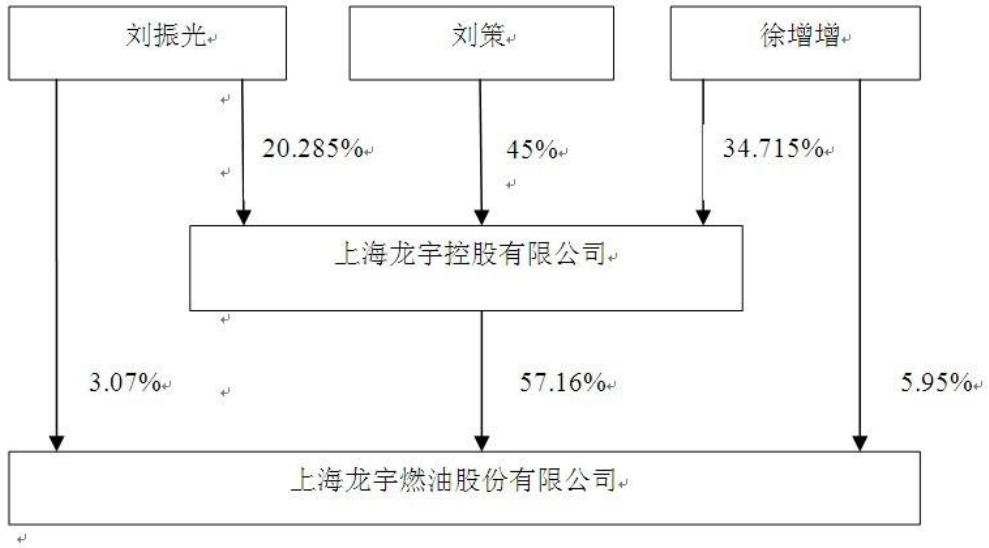 刘振光
刘策
徐增增
20.285%
45%
34.715%
上海龙宇控股有限公司
3.07%
57.16%
5.95%
上海龙宇燃油股份有限公司